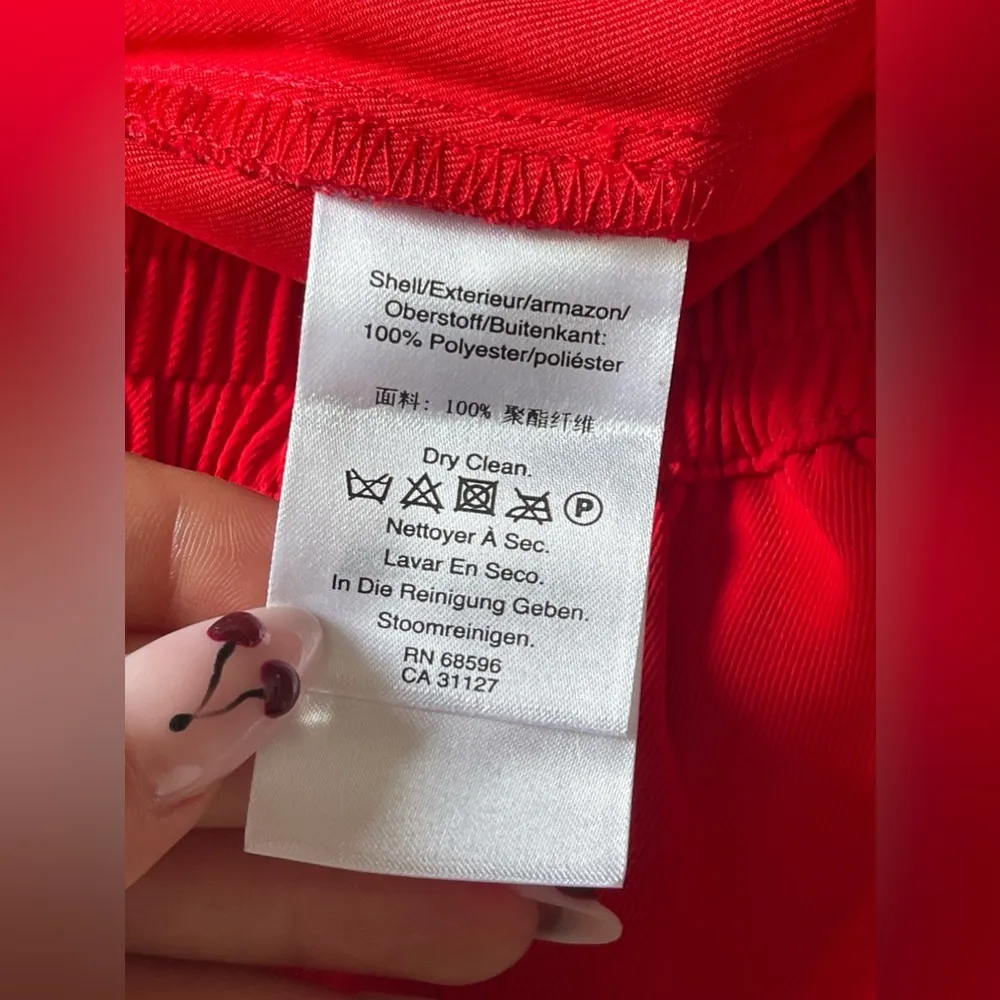 Shell/Exterieur/armazon/
Oberstoff/Buitenkant:
100% Polyester/poliéster
面料: 100% 聚酯纤维
Dry Clean.
P
Nettoyer À Sec.
Lavar En Seco.
In Die Reinigung Geben.
Stoomreinigen.
RN 68596
CA 31127